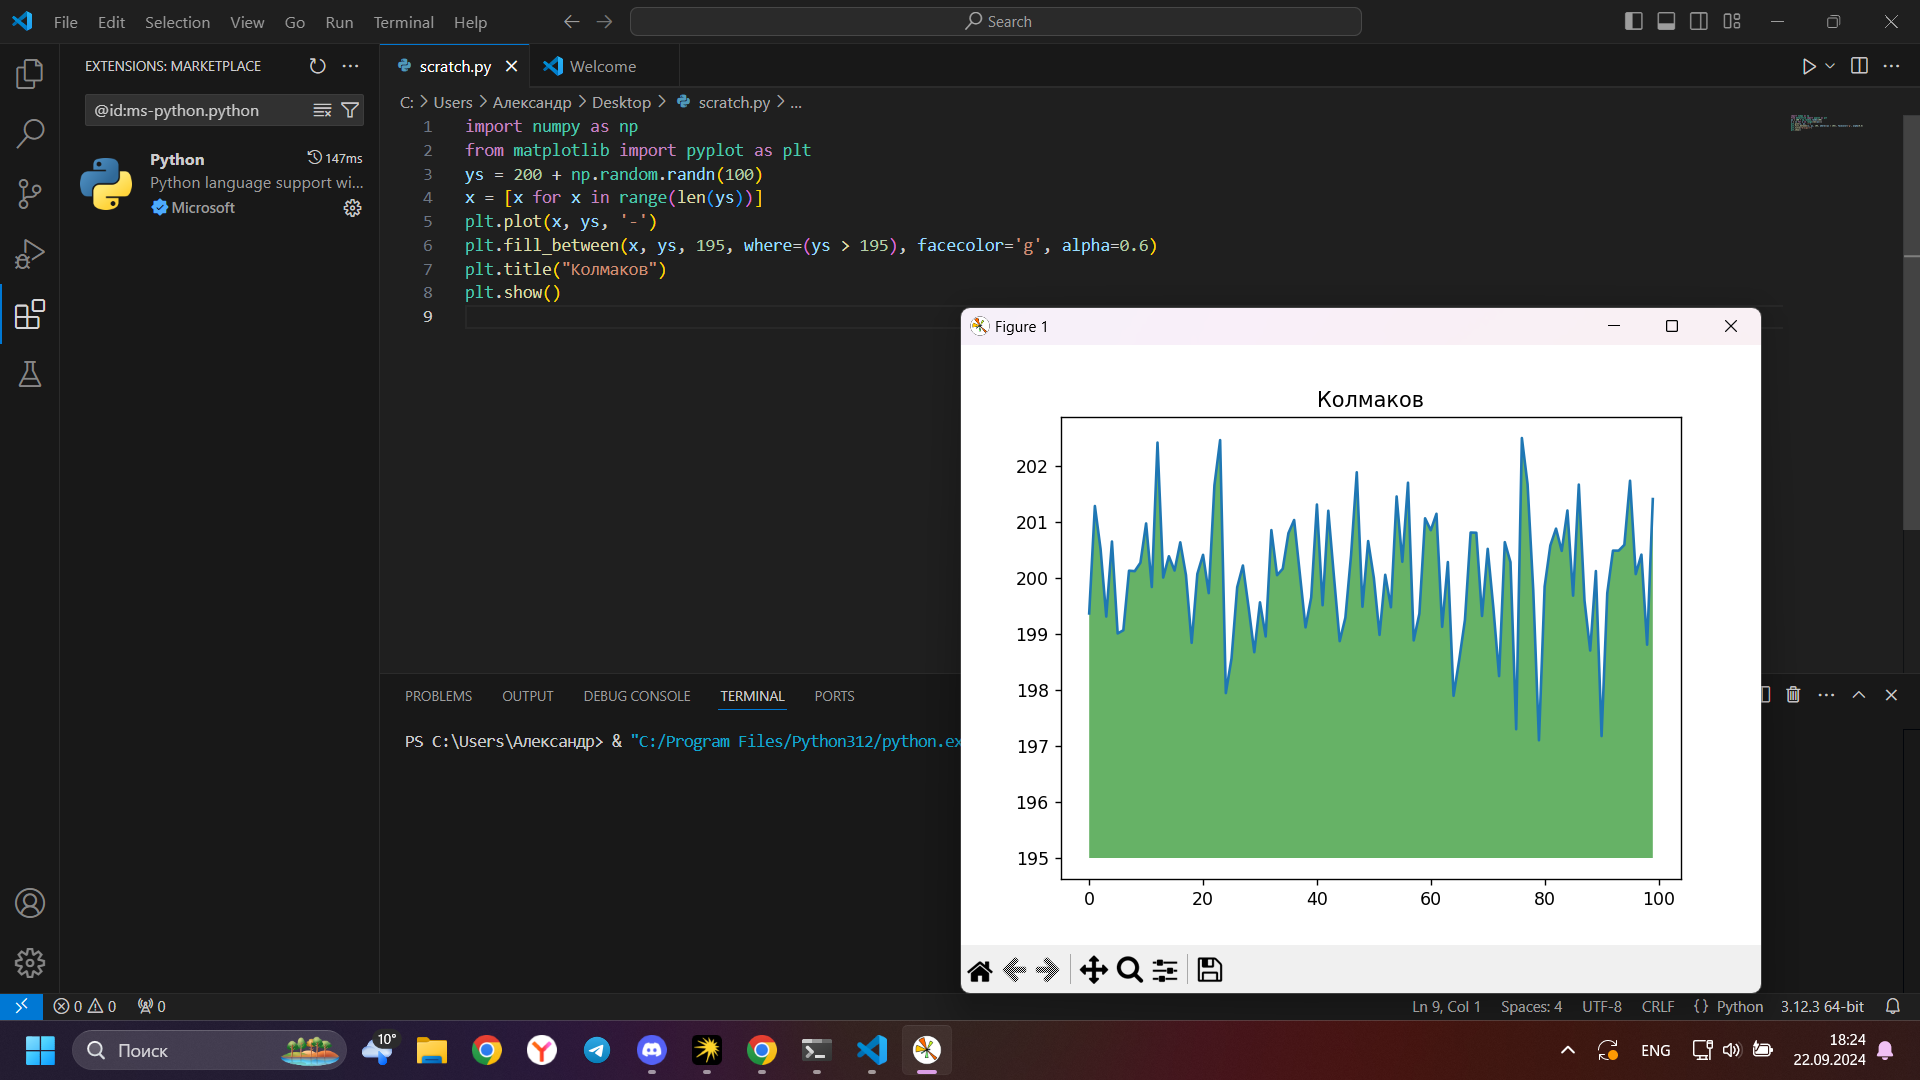 File Edit Selection View Go Run Terminal Help
Search
EXTENSIONS: MARKETPLACE
@id:ms-python.python
Python 147ms
Python language support wi...
Microsoft
scratch.py
Welcome
C: > Users > Александр > Desktop > scratch.py > ...
1 import numpy as np
2 from matplotlib import pyplot as plt
3 ys = 200 + np.random.randn(100)
4 x = [x for x in range(len(ys))]
5 plt.plot(x, ys, '-')
6 plt.fill_between(x, ys, 195, where=(ys > 195), facecolor='g', alpha=0.6)
7 plt.title("Колмаков")
8 plt.show()
9
PROBLEMS OUTPUT DEBUG CONSOLE TERMINAL PORTS
PS C:\Users\Александр> & "C:/Program Files/Python312/python.ex
Figure 1
Колмаков
202
201
200
199
198
197
196
195
0 20 40 60 80 100
0 0 0
Ln 9, Col 1 Spaces: 4 UTF-8 CRLF {} Python 3.12.3 64-bit
Поиск
10°
ENG
18:24
22.09.2024